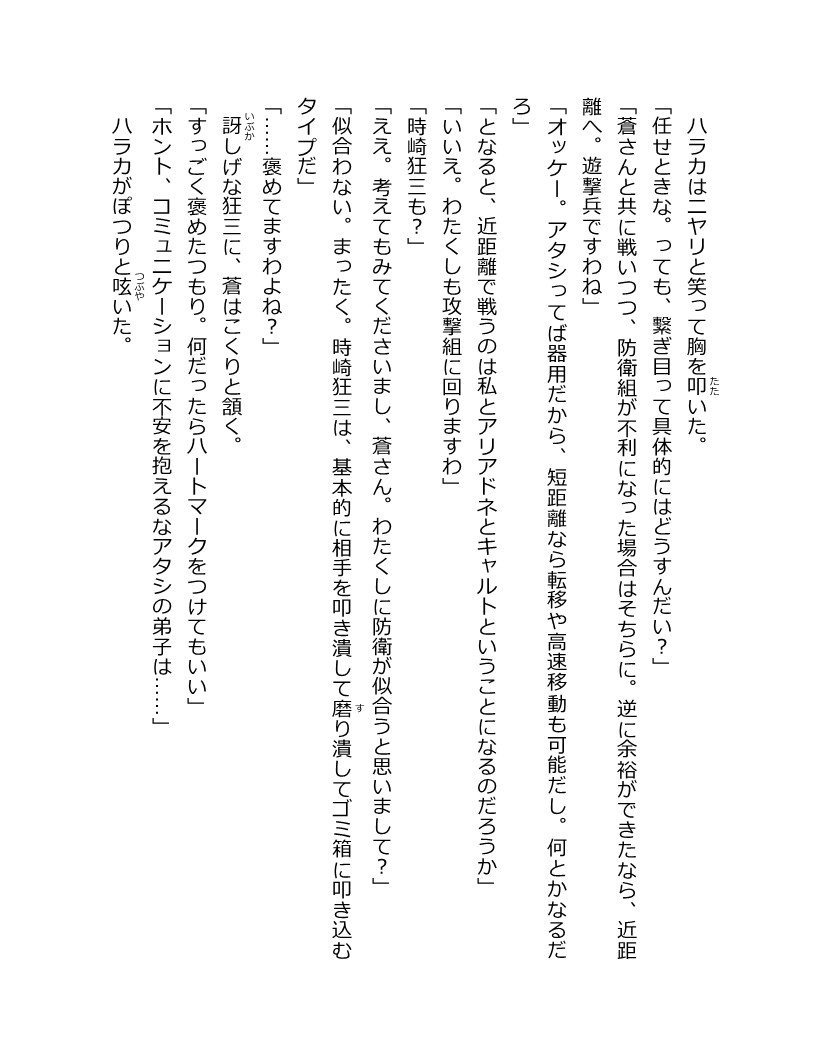 ハラカはニヤリと笑って胸を叩いた。
「任せときな。っても、繋ぎ目って具体的にはどうすんだい？」
「蒼さんと共に戦いつつ、防衛組が不利になった場合はそちらに。逆に余裕ができたなら、近距
離へ。遊撃兵ですわね」
「オッケー。アタシってば器用だから、短距離なら転移や高速移動も可能だし。何とかなるだ
ろ」
「となると、近距離で戦うのは私とアリアドネとキャルトということになるのだろうか」
「いいえ。わたくしも攻撃組に回りますわ」
「時崎狂三も？」
「ええ。考えてもみてくださいまし、蒼さん。わたくしに防衛が似合うと思いまして？」
「似合わない。まったく。時崎狂三は、基本的に相手を叩き潰して磨り潰してゴミ箱に叩き込む
タイプだ」
「……褒めてますわよね？」
訝しげな狂三に、蒼はこくりと頷く。
「すっごく褒めたつもり。何だったらハートマークをつけてもいい」
「ホント、コミュニケーションに不安を抱えるなアタシの弟子は……」
ハラカがぽつりと呟いた。